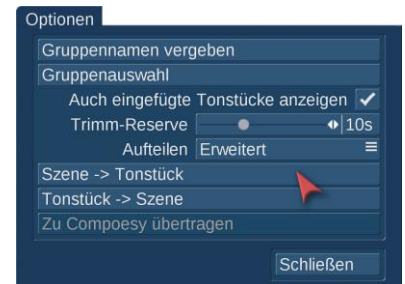 Optionen
Gruppennamen vergeben
Gruppenauswahl
Auch eingefügte Tonstücke anzeigen
Trimm-Reserve 10s
Aufteilen Erweitert
Szene -> Tonstück
Tonstück -> Szene
Zu Compoesy übertragen
Schließen